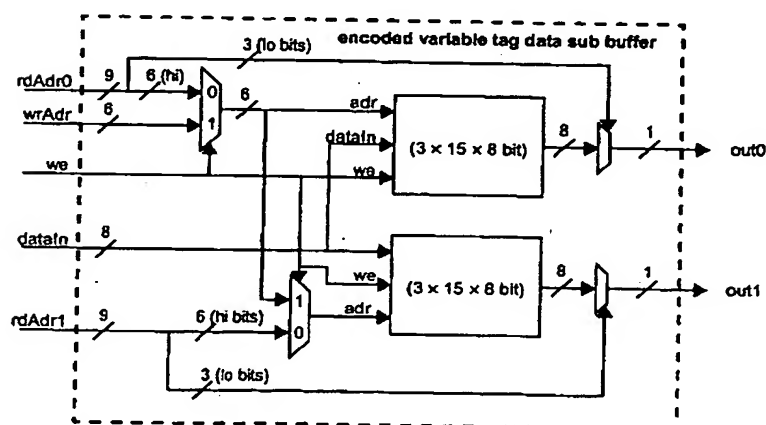 encoded variable tag data sub buffer
3 (lo bits)
rdAdr0 9 6 (hi) 0 6 adr
wrAdr 6 1
dataIn (3 × 15 × 8 bit) 8 1 out0
we we
dataIn 8
we (3 × 15 × 8 bit) 8 1 out1
1 adr
rdAdr1 9 6 (hi bits) 0
3 (lo bits)